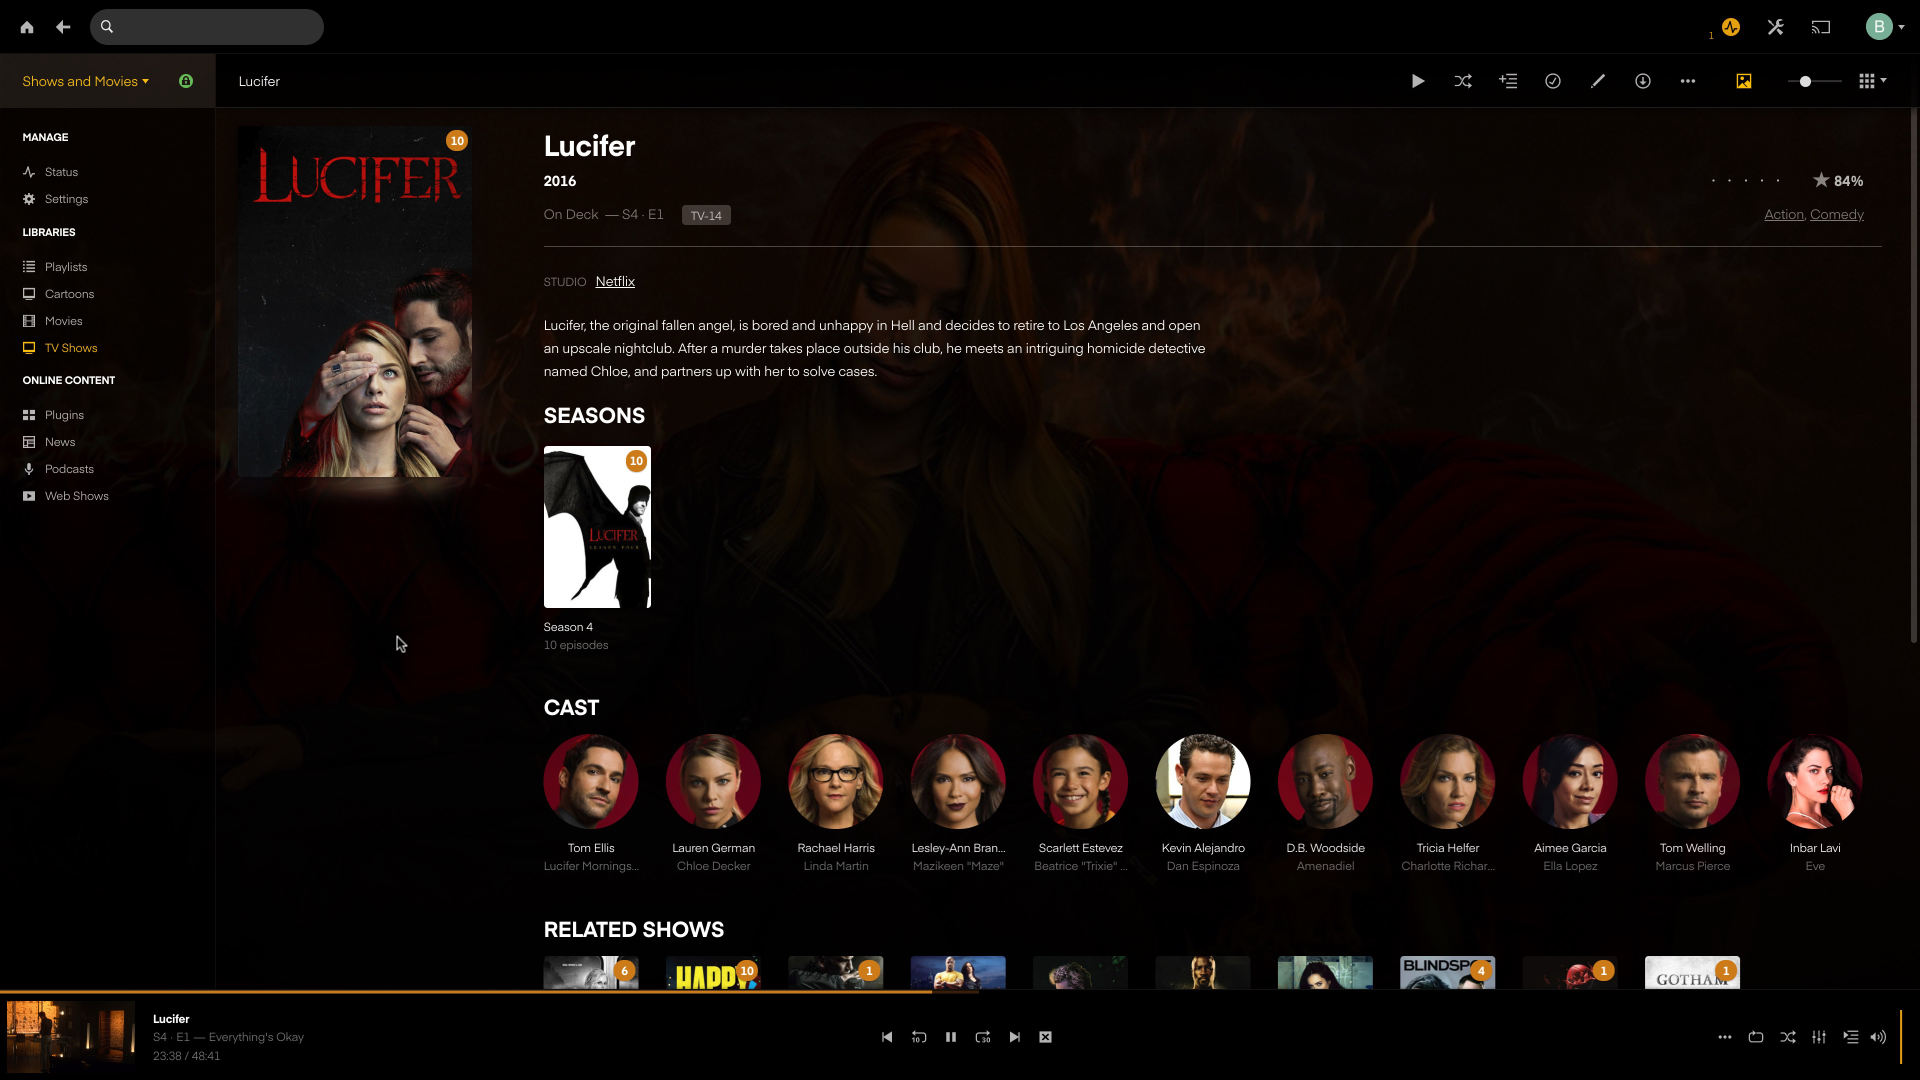 1
B
Shows and Movies
Lucifer
MANAGE
Status
Settings
LIBRARIES
Playlists
Cartoons
Movies
TV Shows
ONLINE CONTENT
Plugins
News
Podcasts
Web Shows
10
LUCIFER
Lucifer
2016
84%
On Deck — S4 · E1
TV-14
Action, Comedy
STUDIO Netflix
Lucifer, the original fallen angel, is bored and unhappy in Hell and decides to retire to Los Angeles and open
an upscale nightclub. After a murder takes place outside his club, he meets an intriguing homicide detective
named Chloe, and partners up with her to solve cases.
SEASONS
10
LUCIFER
SEASON FOUR
Season 4
10 episodes
CAST
Tom Ellis
Lucifer Mornings...
Lauren German
Chloe Decker
Rachael Harris
Linda Martin
Lesley-Ann Bran...
Mazikeen "Maze"
Scarlett Estevez
Beatrice "Trixie" ...
Kevin Alejandro
Dan Espinoza
D.B. Woodside
Amenadiel
Tricia Helfer
Charlotte Richar...
Aimee Garcia
Ella Lopez
Tom Welling
Marcus Pierce
Inbar Lavi
Eve
RELATED SHOWS
6
HAPPY
10
1
BLINDSPOT
4
1
GOTHAM
1
Lucifer
S4 · E1 — Everything's Okay
23:38 / 48:41
10
30